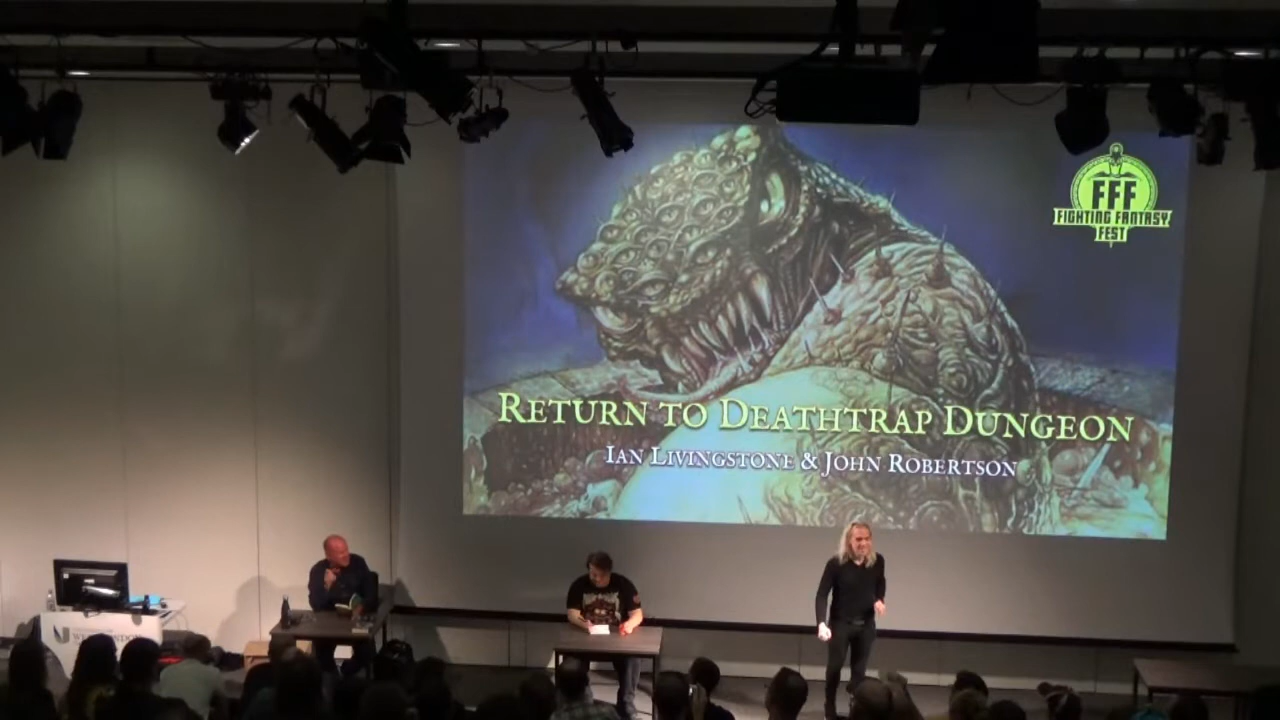 FFF
FIGHTING FANTASY
FEST
RETURN TO DEATHTRAP DUNGEON
IAN LIVINGSTONE & JOHN ROBERTSON